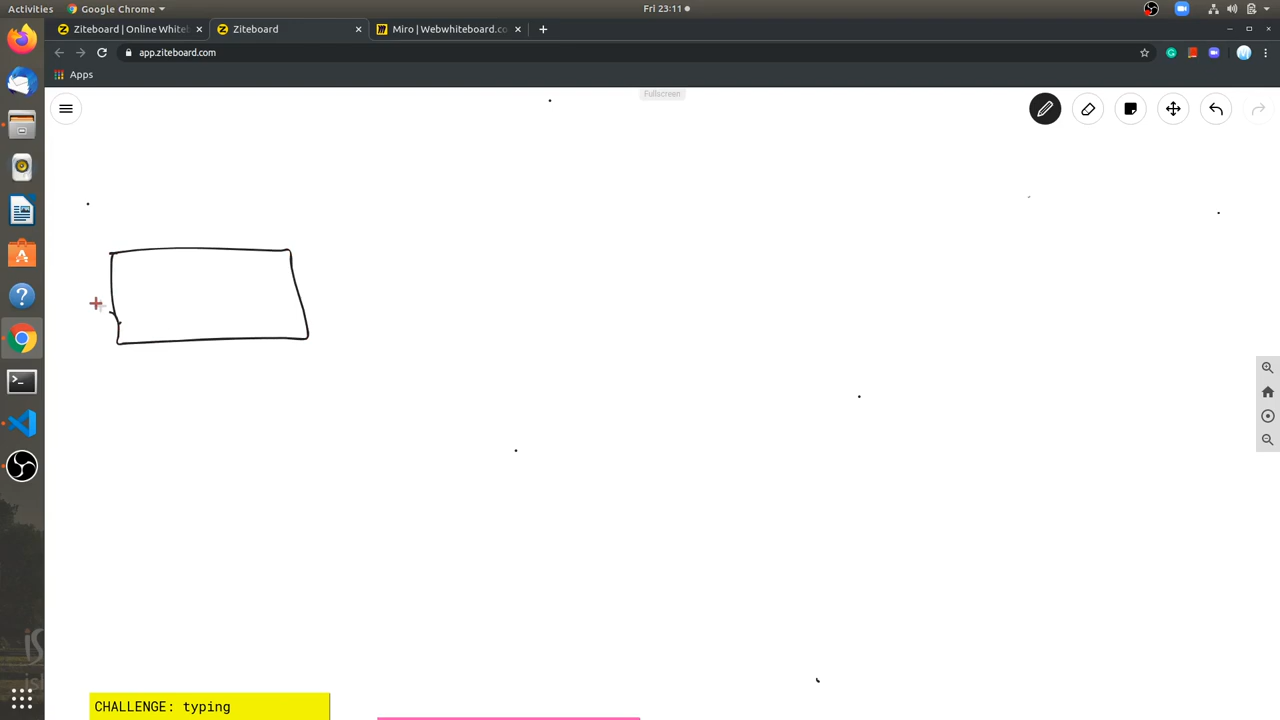 Activities
Google Chrome
Fri 23:11
Ziteboard | Online Whiteb
Ziteboard
Miro | Webwhiteboard.co
app.ziteboard.com
Apps
Fullscreen
CHALLENGE: typing